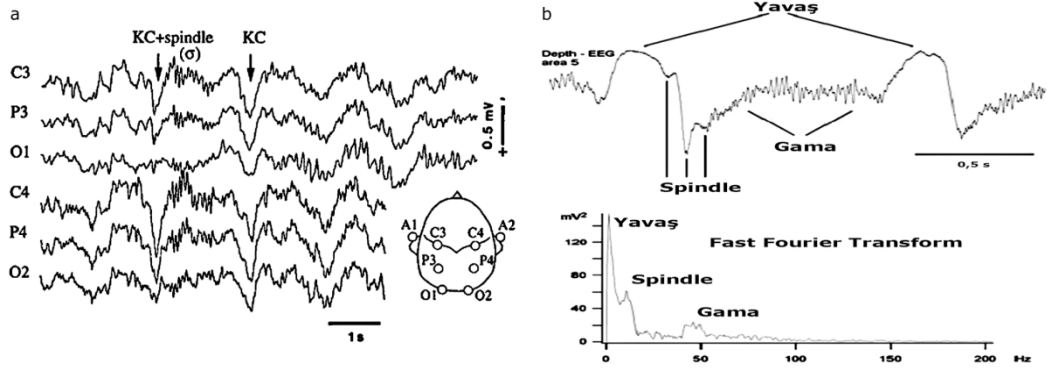 a
KC+spindle
(σ)
KC
C3
P3
O1
C4
P4
O2
0.5 mV
+
1s
A1
A2
C3
C4
P3
P4
O1
O2
b
Yavaş
Depth - EEG
area 5
Gama
Spindle
0,5 s
mV²
Yavaş
120
Fast Fourier Transform
80
Spindle
40
Gama
0
0
50
100
150
200
Hz